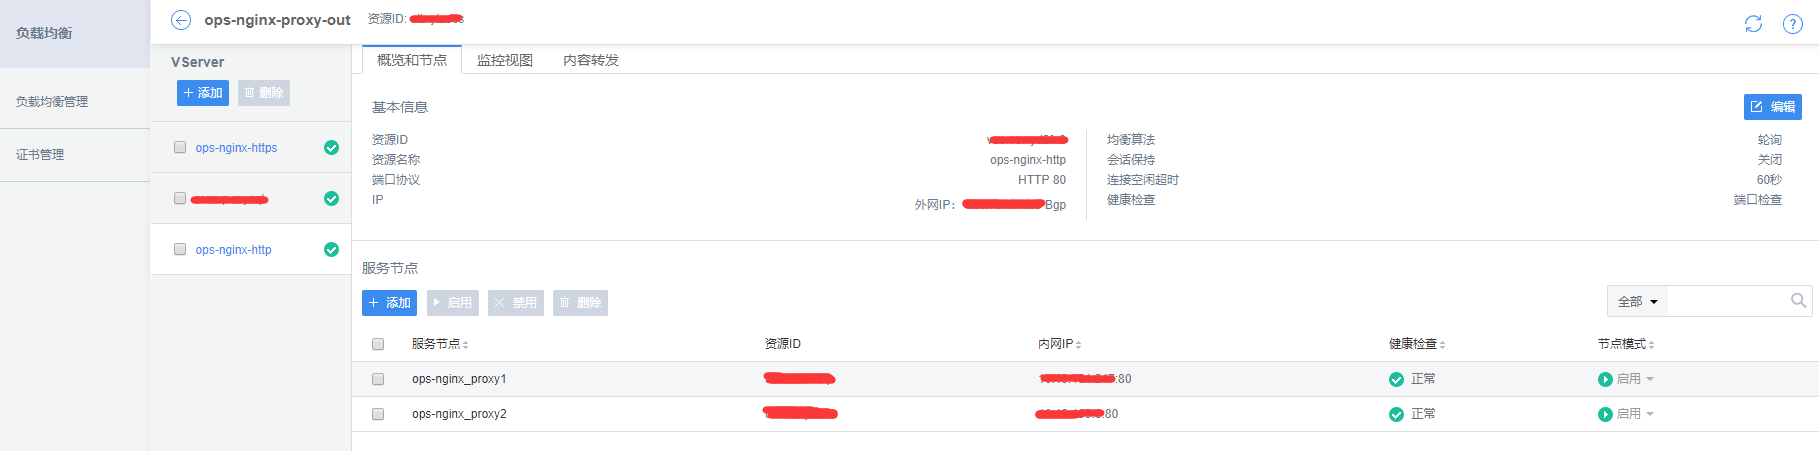 负载均衡
负载均衡管理
证书管理
ops-nginx-proxy-out 资源ID:
VServer
添加 删除
ops-nginx-https
ops-nginx-http
概览和节点 监控视图 内容转发
基本信息 编辑
资源ID
资源名称 ops-nginx-http
端口协议 HTTP 80
IP 外网IP: Bgp
均衡算法 轮询
会话保持 关闭
连接空闲超时 60秒
健康检查 端口检查
服务节点
添加 启用 禁用 删除 全部
服务节点 资源ID 内网IP 健康检查 节点模式
ops-nginx_proxy1 :80 正常 启用
ops-nginx_proxy2 :80 正常 启用